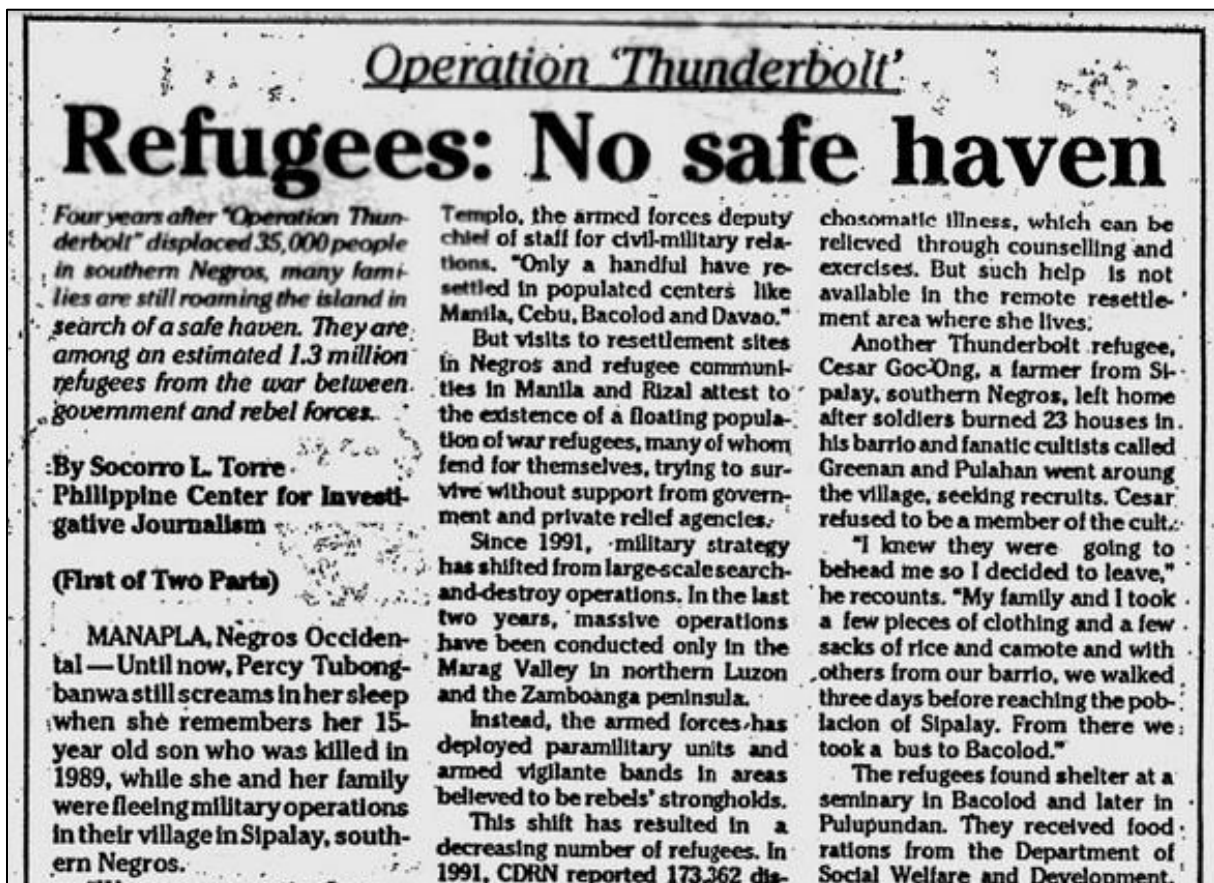 Operation 'Thunderbolt'
Refugees: No safe haven
Four years after "Operation Thun-
derbolt" displaced 35,000 people
in southern Negros, many fami-
lies are still roaming the island in
search of a safe haven. They are
among an estimated 1.3 million
refugees from the war between
government and rebel forces.
By Socorro L. Torre
Philippine Center for Investi-
gative Journalism
(First of Two Parts)
MANAPLA, Negros Occiden-
tal — Until now, Percy Tubong-
banwa still screams in her sleep
when she remembers her 15-
year old son who was killed in
1989, while she and her family
were fleeing military operations
in their village in Sipalay, south-
ern Negros.
Templo, the armed forces deputy
chief of staff for civil-military rela-
tions. "Only a handful have re-
settled in populated centers like
Manila, Cebu, Bacolod and Davao."
But visits to resettlement sites
in Negros and refugee communi-
ties in Manila and Rizal attest to
the existence of a floating popula-
tion of war refugees, many of whom
fend for themselves, trying to sur-
vive without support from govern-
ment and private relief agencies.
Since 1991, military strategy
has shifted from large-scale search-
and-destroy operations. In the last
two years, massive operations
have been conducted only in the
Marag Valley in northern Luzon
and the Zamboanga peninsula.
Instead, the armed forces has
deployed paramilitary units and
armed vigilante bands in areas
believed to be rebels' strongholds.
This shift has resulted in a
decreasing number of refugees. In
1991, CDRN reported 173,362 dis-
chosomatic illness, which can be
relieved through counselling and
exercises. But such help is not
available in the remote resettle-
ment area where she lives.
Another Thunderbolt refugee,
Cesar Goc-Ong, a farmer from Si-
palay, southern Negros, left home
after soldiers burned 23 houses in
his barrio and fanatic cultists called
Greenan and Pulahan went aroung
the village, seeking recruits. Cesar
refused to be a member of the cult.
"I knew they were going to
behead me so I decided to leave,"
he recounts. "My family and I took
a few pieces of clothing and a few
sacks of rice and camote and with
others from our barrio, we walked
three days before reaching the pob-
lacion of Sipalay. From there we
took a bus to Bacolod."
The refugees found shelter at a
seminary in Bacolod and later in
Pulupundan. They received food
rations from the Department of
Social Welfare and Development.